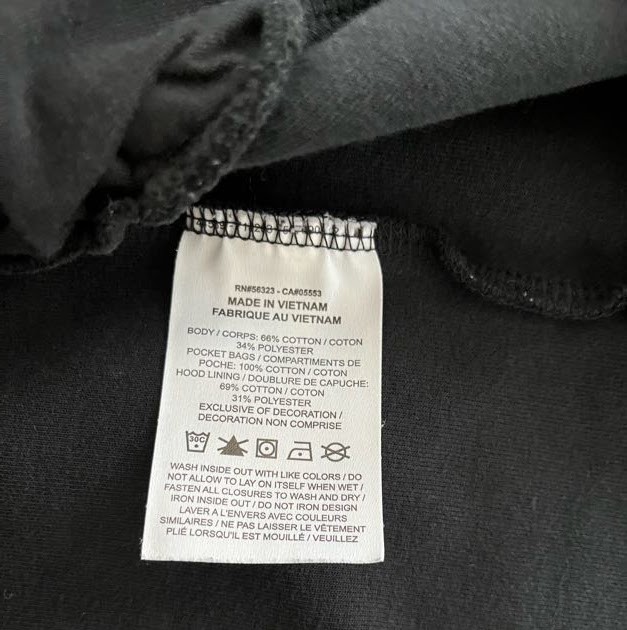 RN#56323 - CA#05553
MADE IN VIETNAM
FABRIQUE AU VIETNAM
BODY / CORPS: 66% COTTON / COTON
34% POLYESTER
POCKET BAGS / COMPARTIMENTS DE
POCHE: 100% COTTON / COTON
HOOD LINING / DOUBLURE DE CAPUCHE:
69% COTTON / COTON
31% POLYESTER
EXCLUSIVE OF DECORATION /
DECORATION NON COMPRISE
30C
WASH INSIDE OUT WITH LIKE COLORS / DO
NOT ALLOW TO LAY ON ITSELF WHEN WET /
FASTEN ALL CLOSURES TO WASH AND DRY /
IRON INSIDE OUT / DO NOT IRON DESIGN
LAVER A L'ENVERS AVEC COULEURS
SIMILAIRES / NE PAS LAISSER LE VÊTEMENT
PLIÉ LORSQU'IL EST MOUILLÉ / VEUILLEZ